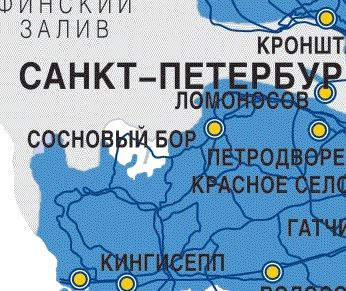 ФИНСКИЙ
ЗАЛИВ
КРОНШТ
САНКТ–ПЕТЕРБУР
ЛОМОНОСОВ
СОСНОВЫЙ БОР
ПЕТРОДВОРЕ
КРАСНОЕ СЕЛО
ГАТЧИ
КИНГИСЕПП